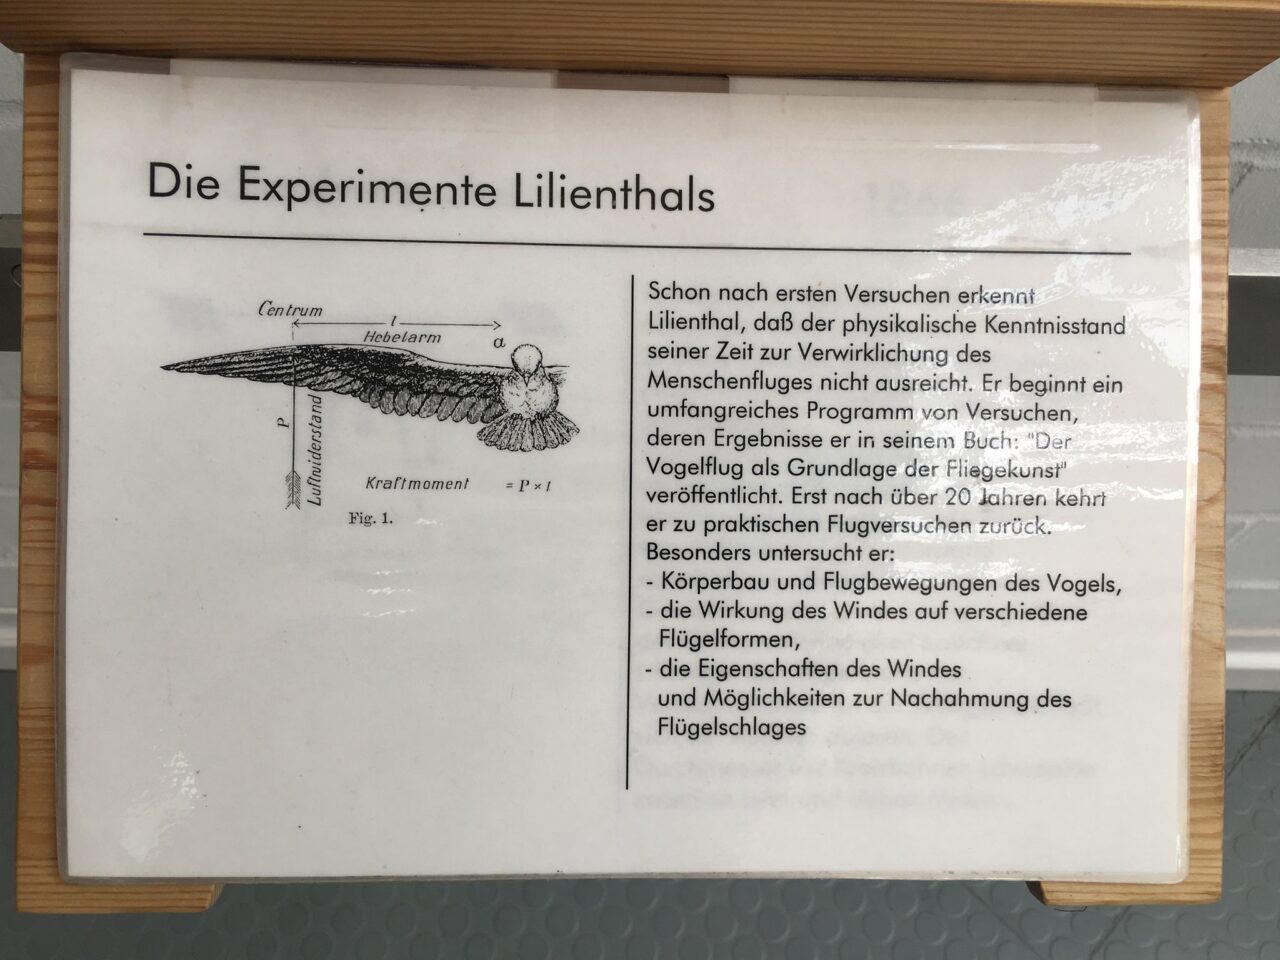 Die Experimente Lilienthals
Centrum
l
Hebelarm
a
P
Luftwiderstand
Kraftmoment = P × l
Fig. 1.
Schon nach ersten Versuchen erkennt
Lilienthal, daß der physikalische Kenntnisstand
seiner Zeit zur Verwirklichung des
Menschenfluges nicht ausreicht. Er beginnt ein
umfangreiches Programm von Versuchen,
deren Ergebnisse er in seinem Buch: "Der
Vogelflug als Grundlage der Fliegekunst"
veröffentlicht. Erst nach über 20 Jahren kehrt
er zu praktischen Flugversuchen zurück.
Besonders untersucht er:
- Körperbau und Flugbewegungen des Vogels,
- die Wirkung des Windes auf verschiedene
Flügelformen,
- die Eigenschaften des Windes
und Möglichkeiten zur Nachahmung des
Flügelschlages